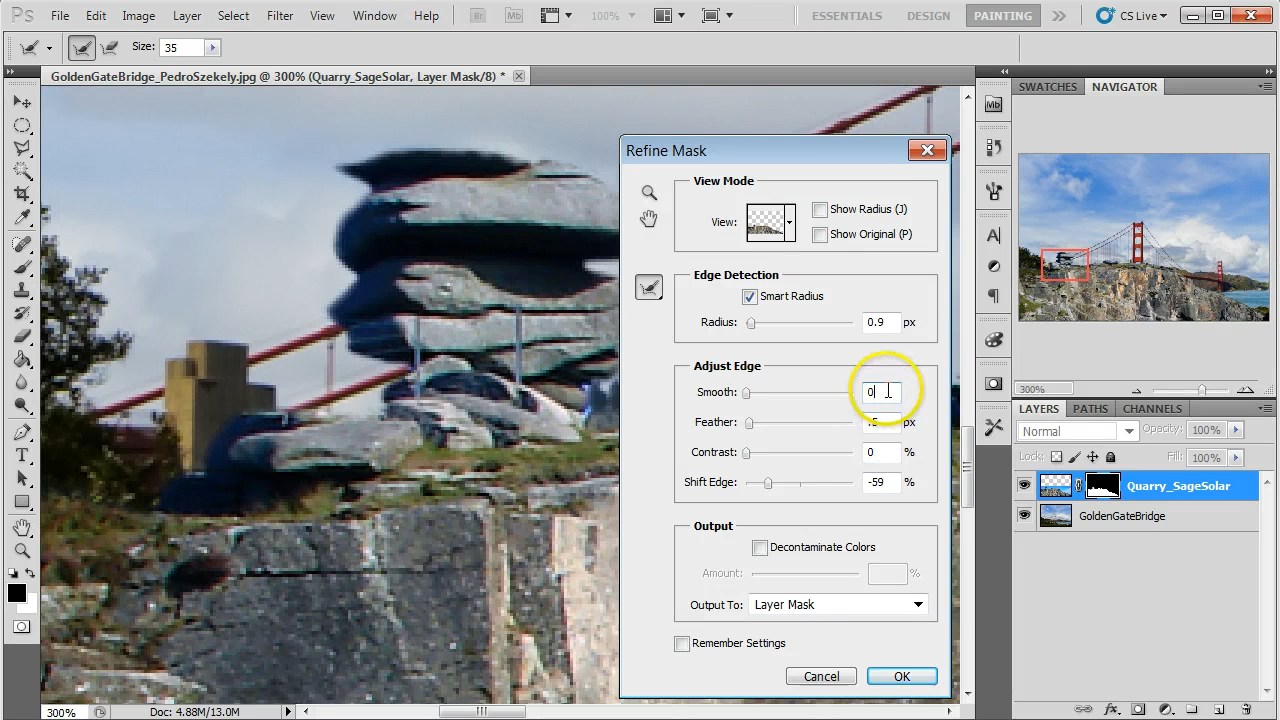 Ps File Edit Image Layer Select Filter View Window Help Br Mb 100% ESSENTIALS DESIGN PAINTING CS Live
Size: 35
GoldenGateBridge_PedroSzekely.jpg @ 300% (Quarry_SageSolar, Layer Mask/8) *
SWATCHES NAVIGATOR
Mb
Refine Mask
View Mode
View:
Show Radius (J)
Show Original (P)
Edge Detection
Smart Radius
Radius: 0.9 px
Adjust Edge
Smooth: 0
Feather: .5 px
Contrast: 0 %
Shift Edge: -59 %
Output
Decontaminate Colors
Amount: %
Output To: Layer Mask
Remember Settings
Cancel OK
300%
LAYERS PATHS CHANNELS
Normal Opacity: 100%
Lock: Fill: 100%
Quarry_SageSolar
GoldenGateBridge
300% Doc: 4.88M/13.0M